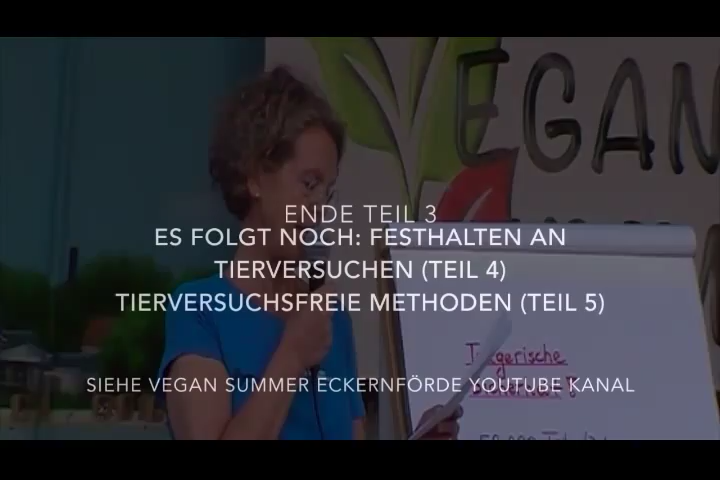 VEGAN
ENDE TEIL 3
ES FOLGT NOCH: FESTHALTEN AN
TIERVERSUCHEN (TEIL 4)
TIERVERSUCHSFREIE METHODEN (TEIL 5)
SIEHE VEGAN SUMMER ECKERNFÖRDE YOUTUBE KANAL